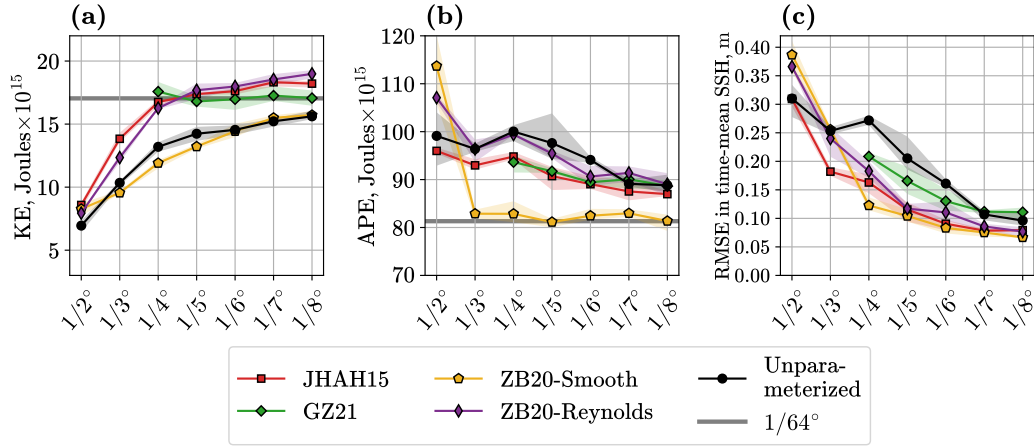 (a)
(b)
(c)
KE, Joules×10^15
20
15
10
5
1/2° 1/3° 1/4° 1/5° 1/6° 1/7° 1/8°
APE, Joules×10^15
120
110
100
90
80
70
1/2° 1/3° 1/4° 1/5° 1/6° 1/7° 1/8°
RMSE in time-mean SSH, m
0.40
0.35
0.30
0.25
0.20
0.15
0.10
0.05
0.00
1/2° 1/3° 1/4° 1/5° 1/6° 1/7° 1/8°
JHAH15
GZ21
ZB20-Smooth
ZB20-Reynolds
Unpara-
meterized
1/64°